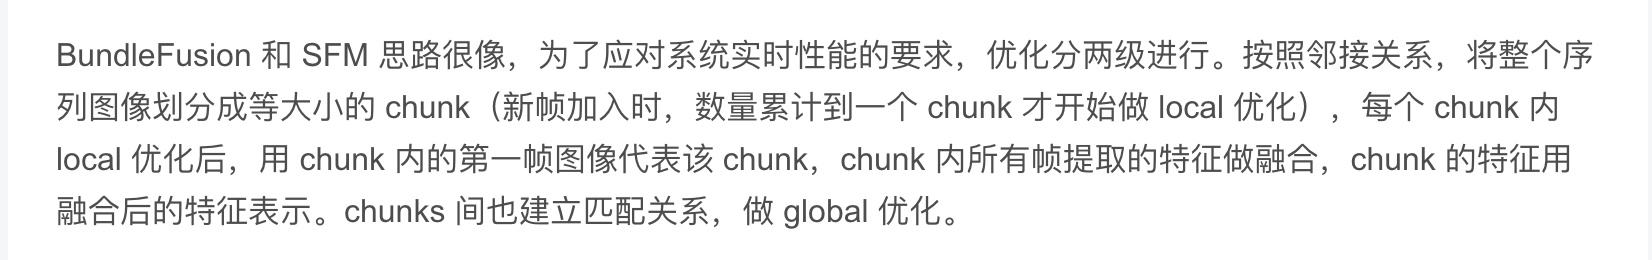 BundleFusion 和 SFM 思路很像，为了应对系统实时性能的要求，优化分两级进行。按照邻接关系，将整个序
列图像划分成等大小的 chunk（新帧加入时，数量累计到一个 chunk 才开始做 local 优化），每个 chunk 内
local 优化后，用 chunk 内的第一帧图像代表该 chunk，chunk 内所有帧提取的特征做融合，chunk 的特征用
融合后的特征表示。chunks 间也建立匹配关系，做 global 优化。